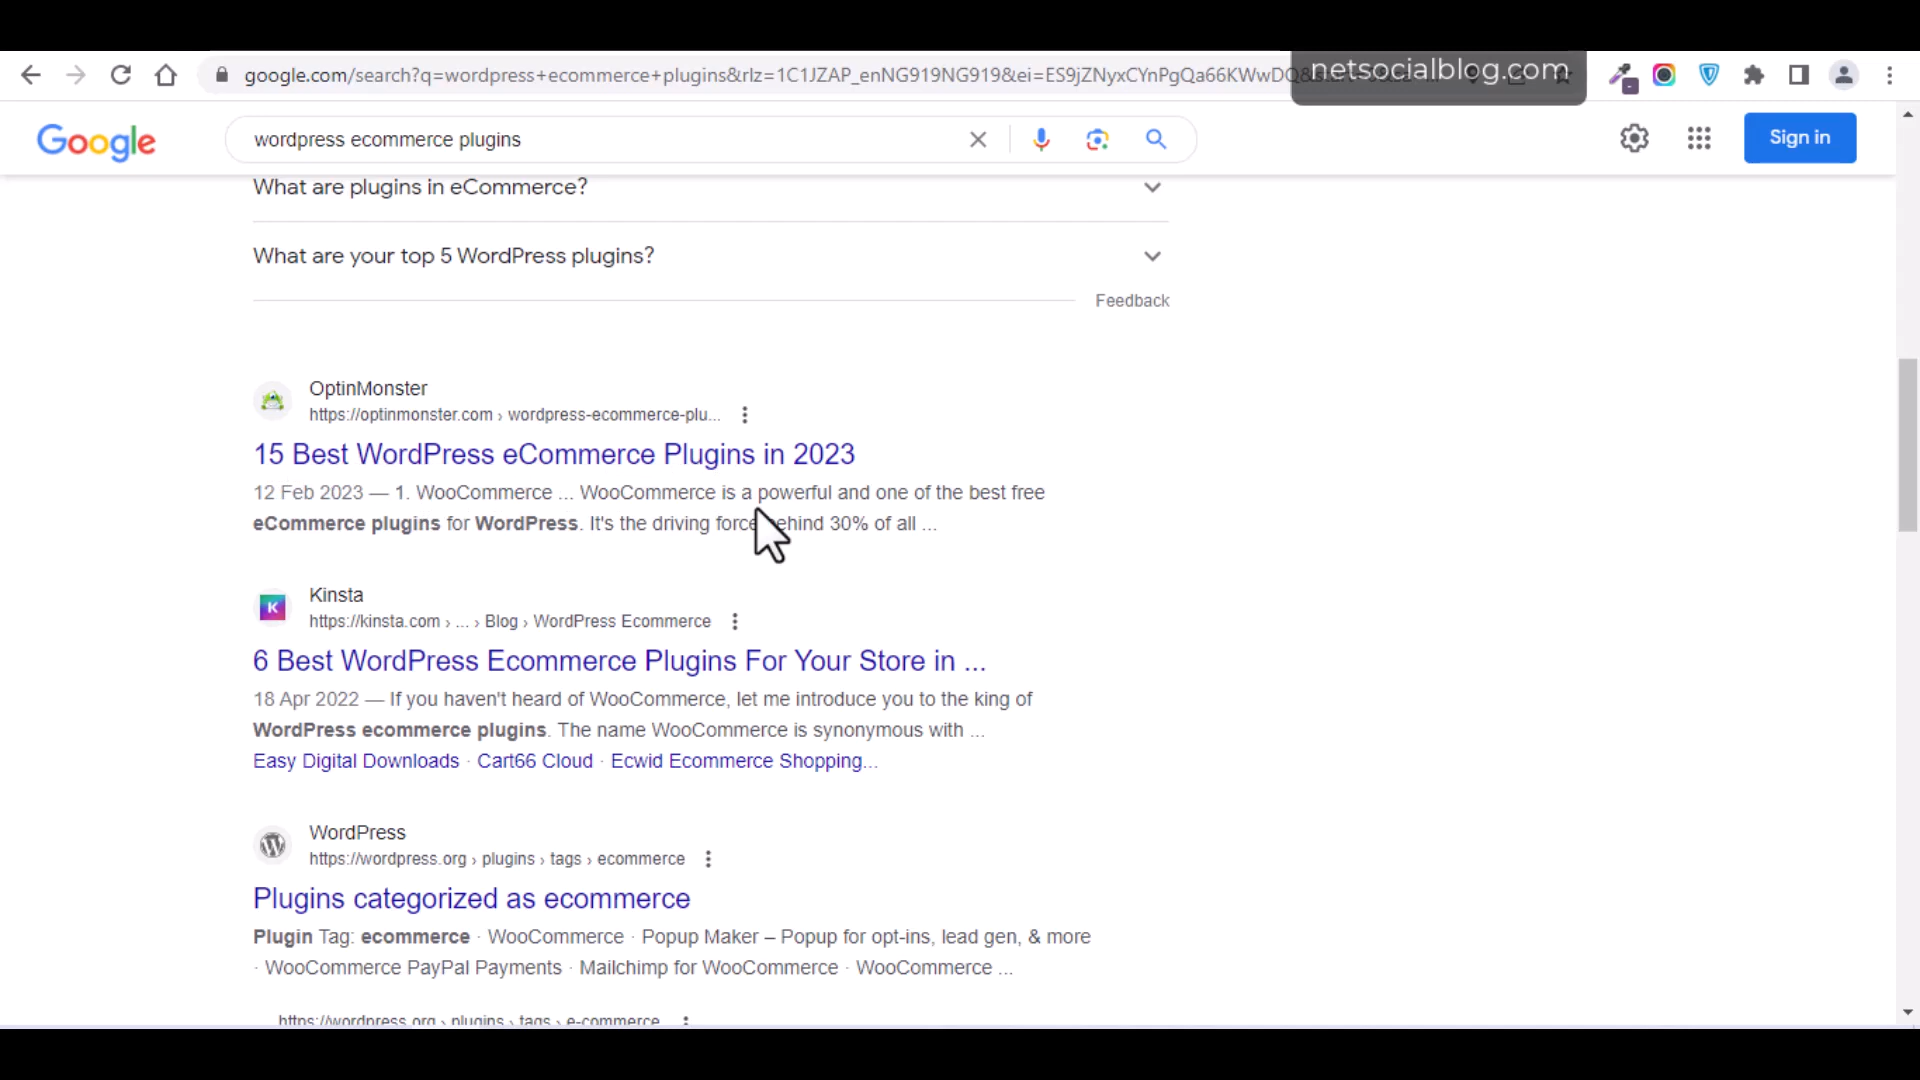 google.com/search?q=wordpress+ecommerce+plugins&rlz=1C1JZAP_enNG919NG919&ei=ES9jZNyxCYnPgQa66KWwDQ
netsocialblog.com
Google
wordpress ecommerce plugins
Sign in
What are plugins in eCommerce?
What are your top 5 WordPress plugins?
Feedback
OptinMonster
https://optinmonster.com › wordpress-ecommerce-plu...
15 Best WordPress eCommerce Plugins in 2023
12 Feb 2023 — 1. WooCommerce ... WooCommerce is a powerful and one of the best free
eCommerce plugins for WordPress. It's the driving force behind 30% of all ...
K
Kinsta
https://kinsta.com › ... › Blog › WordPress Ecommerce
6 Best WordPress Ecommerce Plugins For Your Store in ...
18 Apr 2022 — If you haven't heard of WooCommerce, let me introduce you to the king of
WordPress ecommerce plugins. The name WooCommerce is synonymous with ...
Easy Digital Downloads · Cart66 Cloud · Ecwid Ecommerce Shopping...
WordPress
https://wordpress.org › plugins › tags › ecommerce
Plugins categorized as ecommerce
Plugin Tag: ecommerce · WooCommerce · Popup Maker – Popup for opt-ins, lead gen, & more
· WooCommerce PayPal Payments · Mailchimp for WooCommerce · WooCommerce ...
https://wordpress.org › plugins › tags › e-commerce